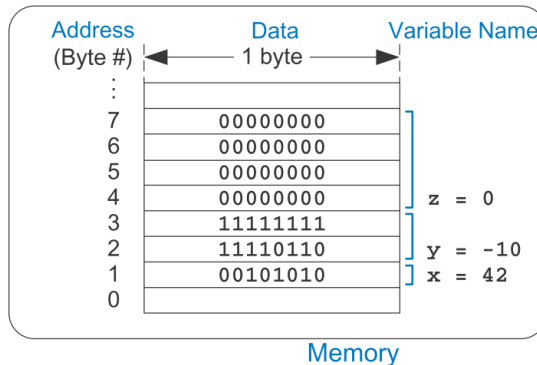 Address Data Variable Name
(Byte #) 1 byte
⋮
7 00000000
6 00000000
5 00000000
4 00000000 z = 0
3 11111111
2 11110110 y = -10
1 00101010 x = 42
0
Memory